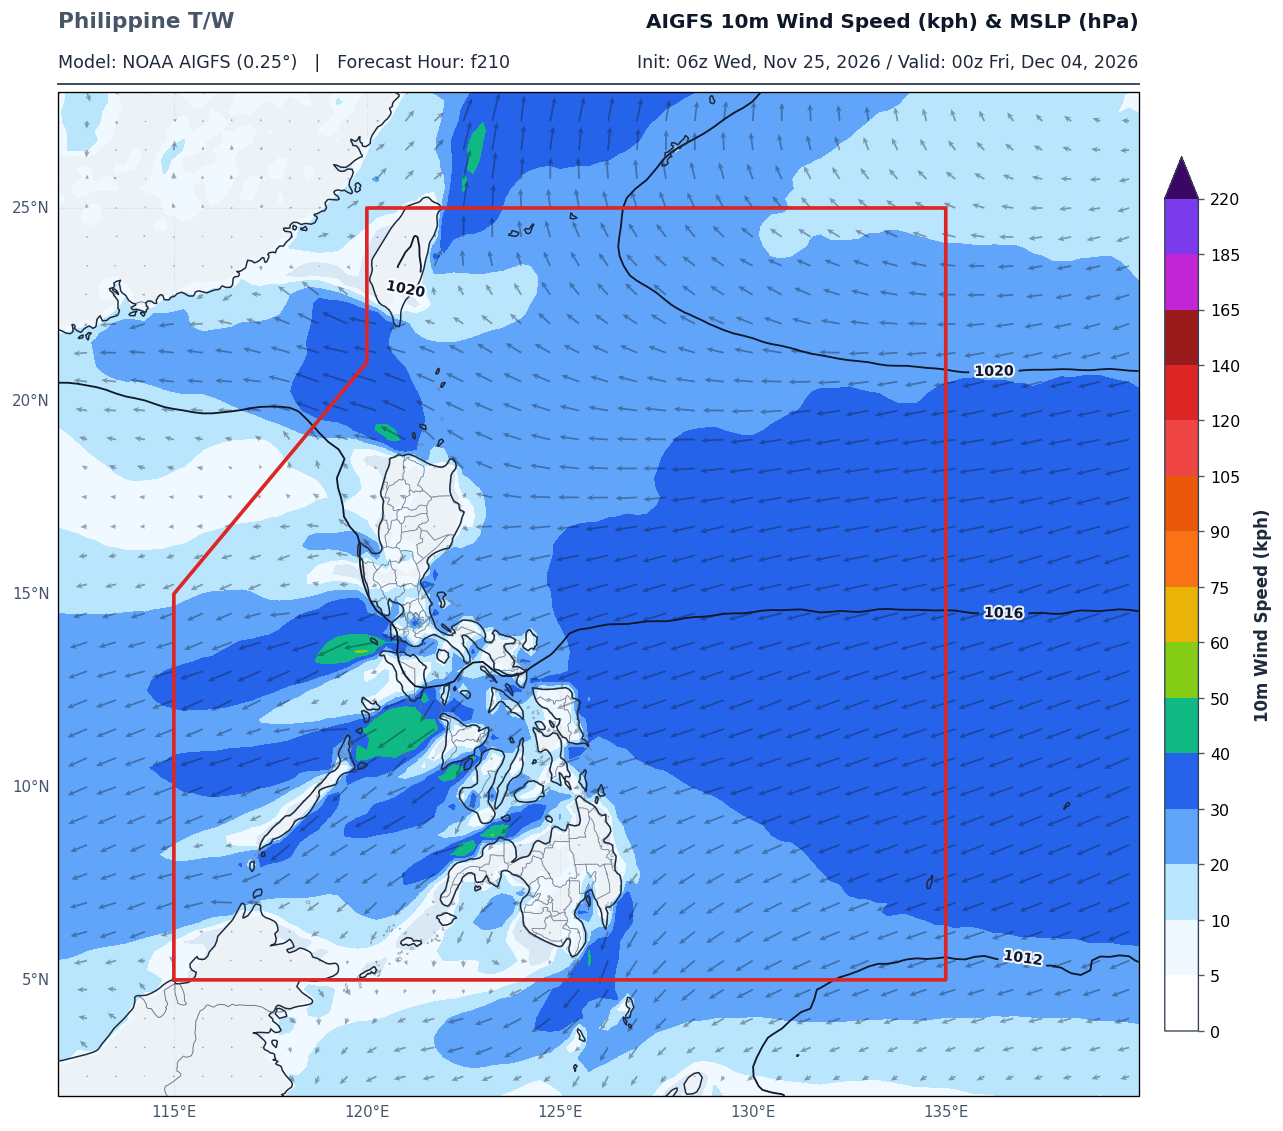 Philippine T/W
AIGFS 10m Wind Speed (kph) & MSLP (hPa)
Model: NOAA AIGFS (0.25°) | Forecast Hour: f210
Init: 06z Wed, Nov 25, 2026 / Valid: 00z Fri, Dec 04, 2026
25°N
20°N
15°N
10°N
5°N
115°E
120°E
125°E
130°E
135°E
1020
1020
1016
1012
220
185
165
140
120
105
90
75
60
50
40
30
20
10
5
0
10m Wind Speed (kph)